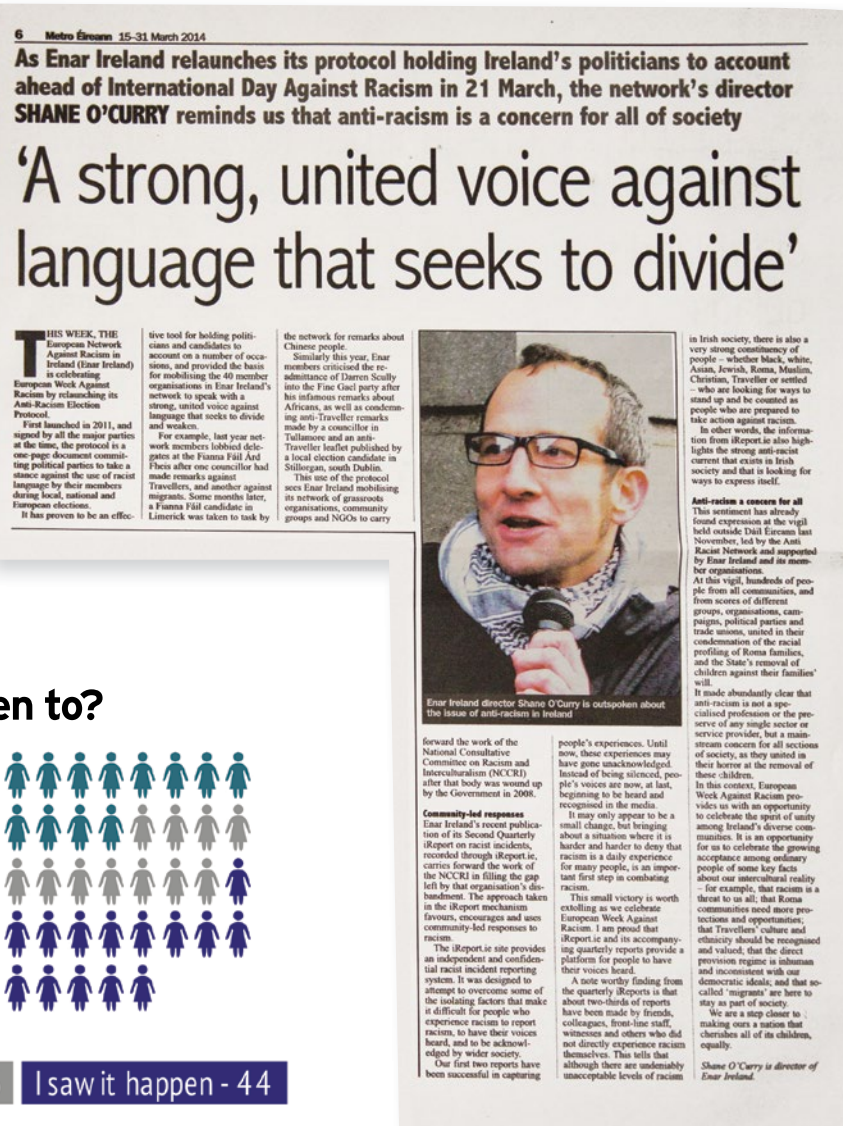 6 Metro Éireann 15–31 March 2014
As Enar Ireland relaunches its protocol holding Ireland's politicians to account
ahead of International Day Against Racism in 21 March, the network's director
SHANE O'CURRY reminds us that anti-racism is a concern for all of society
'A strong, united voice against
language that seeks to divide'
THIS WEEK, THE
European Network
Against Racism in
Ireland (Enar Ireland)
is celebrating
European Week Against
Racism by relaunching its
Anti-Racism Election
Protocol.
First launched in 2011, and
signed by all the major parties
at the time, the protocol is a
one-page document commit-
ting political parties to take a
stance against the use of racist
language by their members
during local, national and
European elections.
It has proven to be an effec-
tive tool for holding politi-
cians and candidates to
account on a number of occa-
sions, and provided the basis
for mobilising the 40 member
organisations in Enar Ireland's
network to speak with a
strong, united voice against
language that seeks to divide
and weaken.
For example, last year net-
work members lobbied dele-
gates at the Fianna Fáil Ard
Fheis after one councillor had
made remarks against
Travellers, and another against
migrants. Some months later,
a Fianna Fáil candidate in
Limerick was taken to task by
the network for remarks about
Chinese people.
Similarly this year, Enar
members criticised the re-
admittance of Darren Scully
into the Fine Gael party after
his infamous remarks about
Africans, as well as condemn-
ing anti-Traveller remarks
made by a councillor in
Tullamore and an anti-
Traveller leaflet published by
a local election candidate in
Stillorgan, south Dublin.
This use of the protocol
sees Enar Ireland mobilising
its network of grassroots
organisations, community
groups and NGOs to carry
Enar Ireland director Shane O'Curry is outspoken about
the issue of anti-racism in Ireland
forward the work of the
National Consultative
Committee on Racism and
Interculturalism (NCCRI)
after that body was wound up
by the Government in 2008.
Community-led responses
Enar Ireland's recent publica-
tion of its Second Quarterly
iReport on racist incidents,
recorded through iReport.ie,
carries forward the work of
the NCCRI in filling the gap
left by that organisation's dis-
bandment. The approach taken
in the iReport mechanism
favours, encourages and uses
community-led responses to
racism.
The iReport.ie site provides
an independent and confiden-
tial racist incident reporting
system. It was designed to
attempt to overcome some of
the isolating factors that make
it difficult for people who
experience racism to report
racism, to have their voices
heard, and to be acknowl-
edged by wider society.
Our first two reports have
been successful in capturing
people's experiences. Until
now, these experiences may
have gone unacknowledged.
Instead of being silenced, peo-
ple's voices are now, at last,
beginning to be heard and
recognised in the media.
It may only appear to be a
small change, but bringing
about a situation where it is
harder and harder to deny that
racism is a daily experience
for many people, is an impor-
tant first step in combating
racism.
This small victory is worth
extolling as we celebrate
European Week Against
Racism. I am proud that
iReport.ie and its accompany-
ing quarterly reports provide a
platform for people to have
their voices heard.
A note worthy finding from
the quarterly iReports is that
about two-thirds of reports
have been made by friends,
colleagues, front-line staff,
witnesses and others who did
not directly experience racism
themselves. This tells that
although there are undeniably
unacceptable levels of racism
in Irish society, there is also a
very strong constituency of
people – whether black, white,
Asian, Jewish, Roma, Muslim,
Christian, Traveller or settled
– who are looking for ways to
stand up and be counted as
people who are prepared to
take action against racism.
In other words, the informa-
tion from iReport.ie also high-
lights the strong anti-racist
current that exists in Irish
society and that is looking for
ways to express itself.
Anti-racism a concern for all
This sentiment has already
found expression at the vigil
held outside Dáil Éireann last
November, led by the Anti
Racist Network and supported
by Enar Ireland and its mem-
ber organisations.
At this vigil, hundreds of peo-
ple from all communities, and
from scores of different
groups, organisations, cam-
paigns, political parties and
trade unions, united in their
condemnation of the racial
profiling of Roma families,
and the State's removal of
children against their families'
will.
It made abundantly clear that
anti-racism is not a spe-
cialised profession or the pre-
serve of any single sector or
service provider, but a main-
stream concern for all sections
of society, as they united in
their horror at the removal of
these children.
In this context, European
Week Against Racism pro-
vides us with an opportunity
to celebrate the spirit of unity
among Ireland's diverse com-
munities. It is an opportunity
for us to celebrate the growing
acceptance among ordinary
people of some key facts
about our intercultural reality
– for example, that racism is a
threat to us all; that Roma
communities need more pro-
tections and opportunities;
that Travellers' culture and
ethnicity should be recognised
and valued; that the direct
provision regime is inhuman
and inconsistent with our
democratic ideals; and that so-
called 'migrants' are here to
stay as part of society.
We are a step closer to
making ours a nation that
cherishes all of its children,
equally.
Shane O'Curry is director of
Enar Ireland.
en to?
I saw it happen - 44